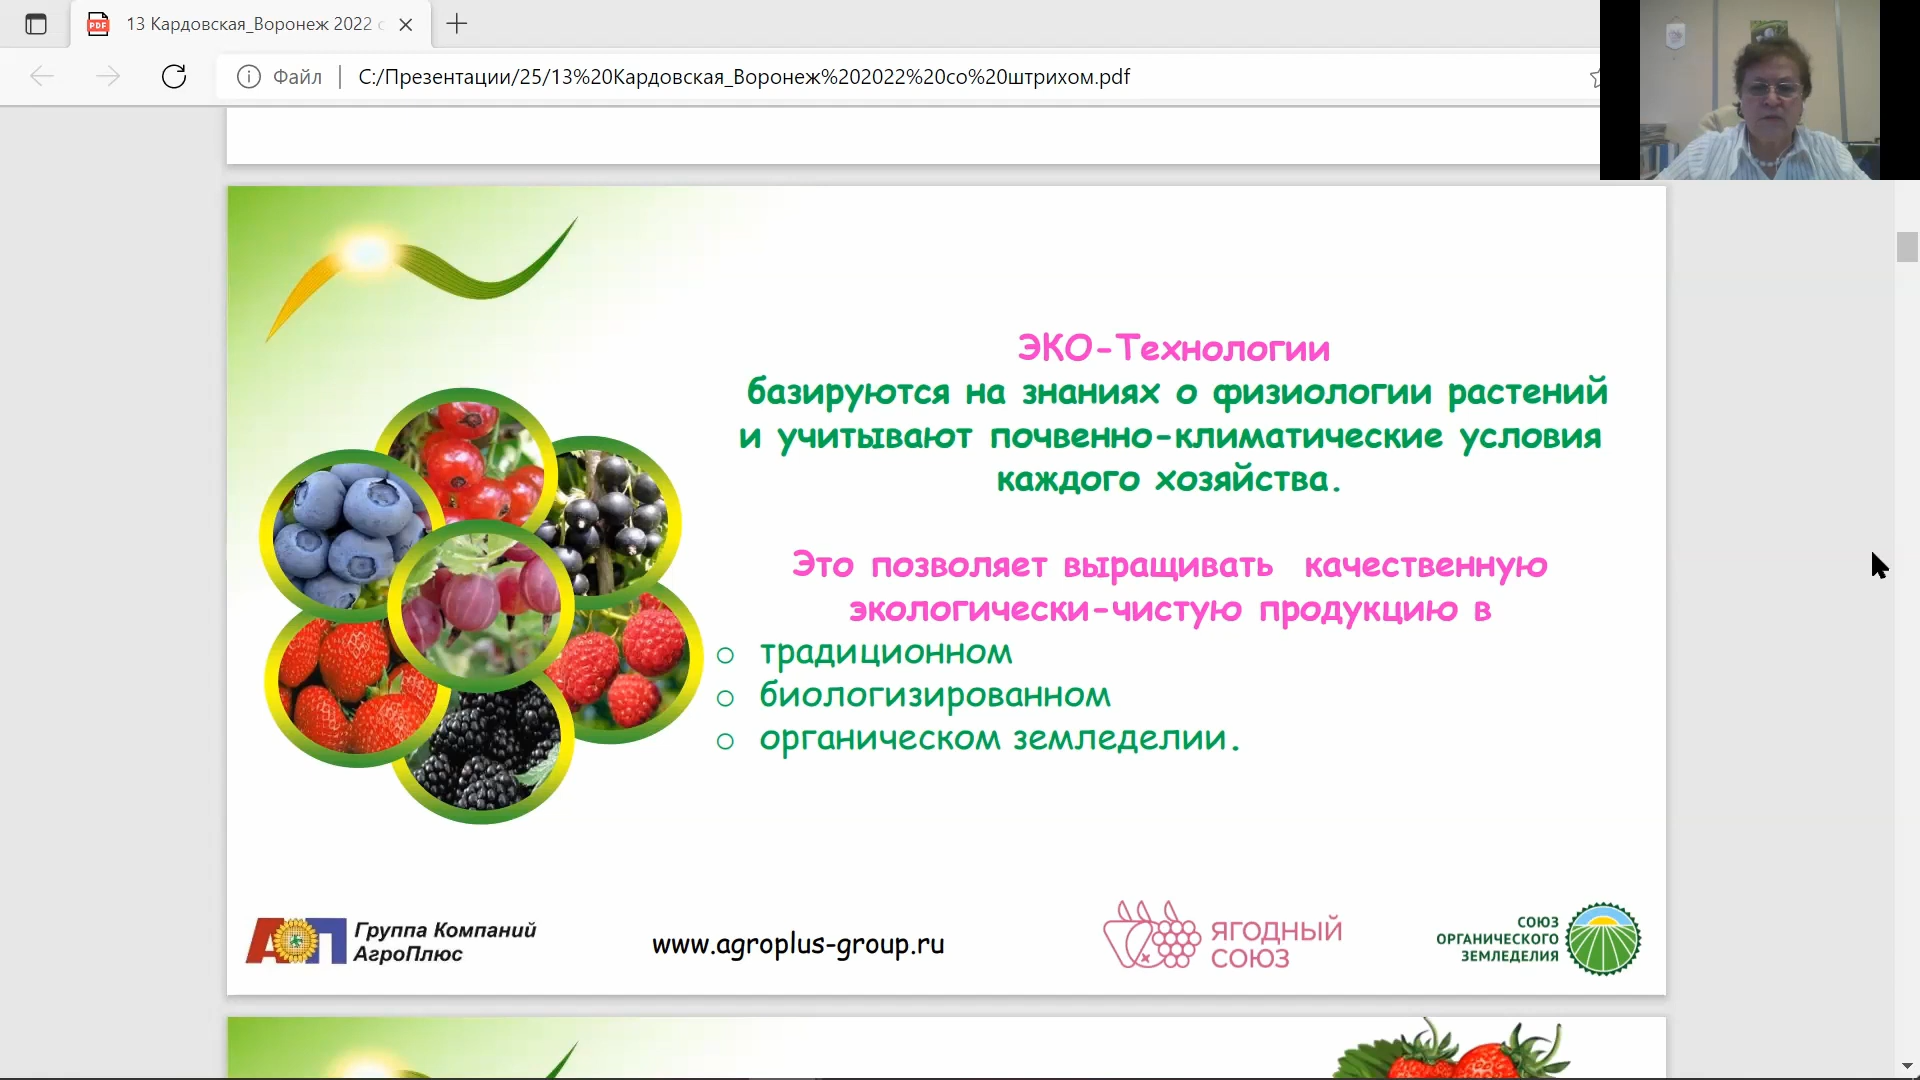 13 Кардовская_Воронеж 2022 с
Файл
C:/Презентации/25/13%20Кардовская_Воронеж%202022%20со%20штрихом.pdf
ЭКО-Технологии
базируются на знаниях о физиологии растений
и учитывают почвенно-климатические условия
каждого хозяйства.
Это позволяет выращивать качественную
экологически-чистую продукцию в
традиционном
биологизированном
органическом земледелии.
Группа Компаний
АгроПлюс
www.agroplus-group.ru
ЯГОДНЫЙ
СОЮЗ
СОЮЗ
ОРГАНИЧЕСКОГО
ЗЕМЛЕДЕЛИЯ